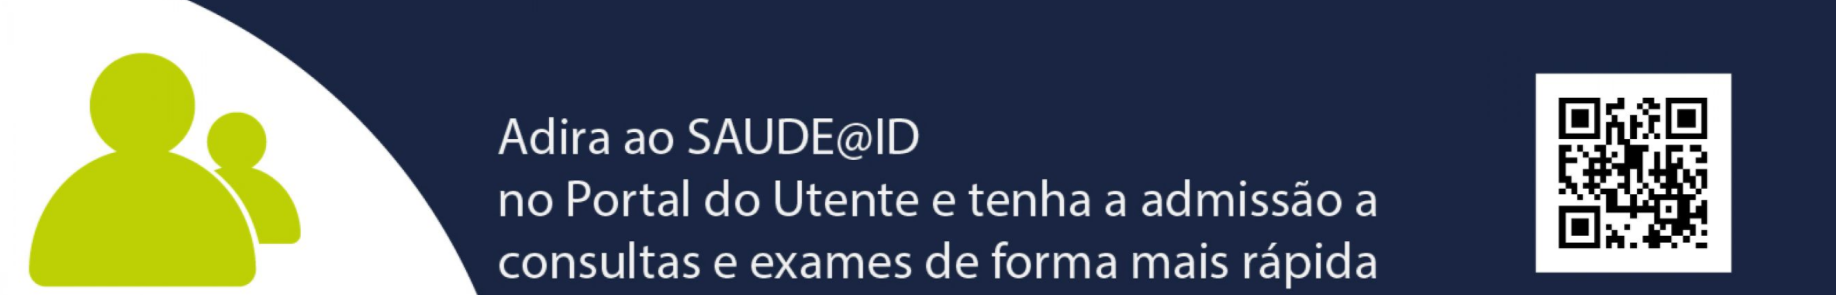 Adira ao SAUDE@ID
no Portal do Utente e tenha a admissão a
consultas e exames de forma mais rápida